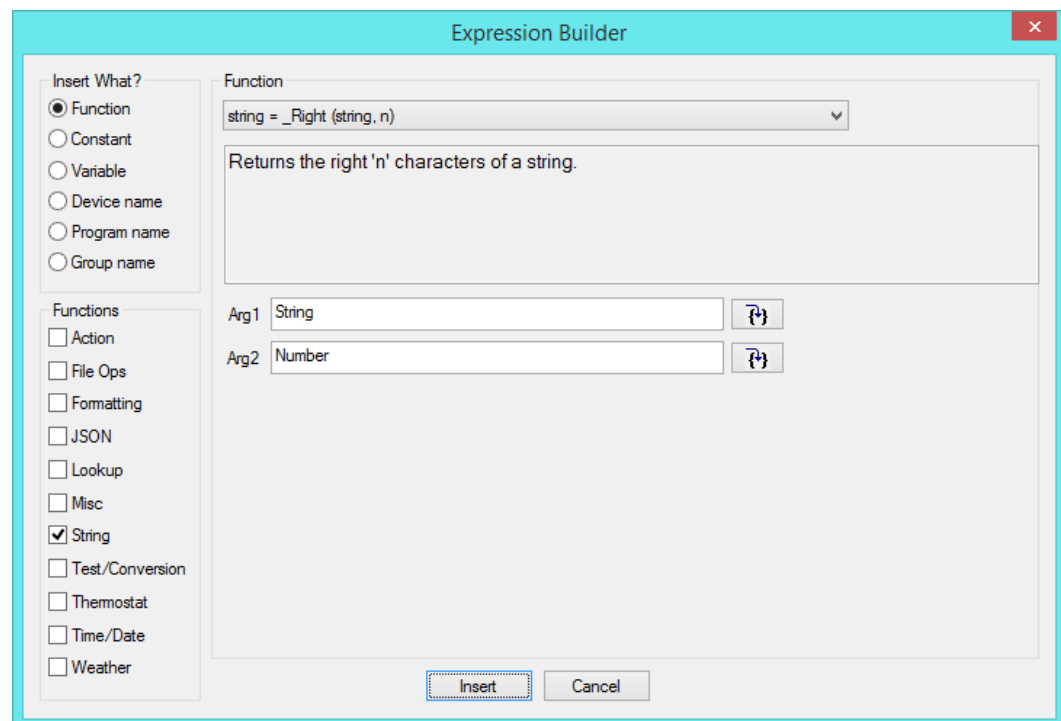 Expression Builder
Insert What?
Function
Constant
Variable
Device name
Program name
Group name
Functions
Action
File Ops
Formatting
JSON
Lookup
Misc
String
Test/Conversion
Thermostat
Time/Date
Weather
Function
string = _Right (string, n)
Returns the right 'n' characters of a string.
Arg1 String {}
Arg2 Number {}
Insert Cancel